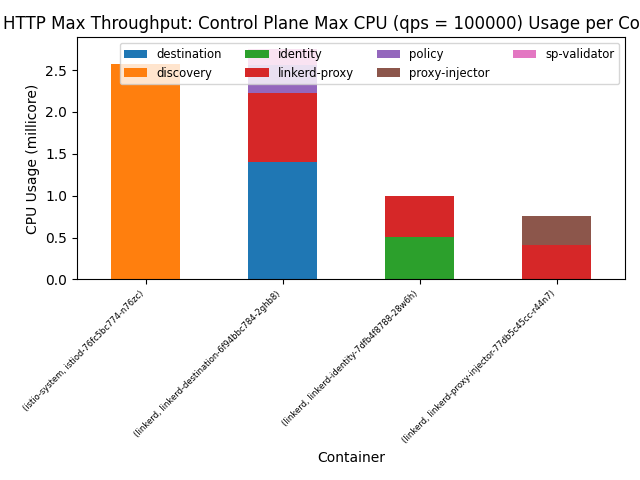 HTTP Max Throughput: Control Plane Max CPU (qps = 100000) Usage per Co
destination
discovery
identity
linkerd-proxy
policy
proxy-injector
sp-validator
CPU Usage (millicore)
2.5
2.0
1.5
1.0
0.5
0.0
(istio-system, istiod-76fc5bc774-n76zc)
(linkerd, linkerd-destination-6f94bbc784-2ghb8)
(linkerd, linkerd-identity-7dfb4f8788-28w6h)
(linkerd, linkerd-proxy-injector-77db5c45cc-r44n7)
Container